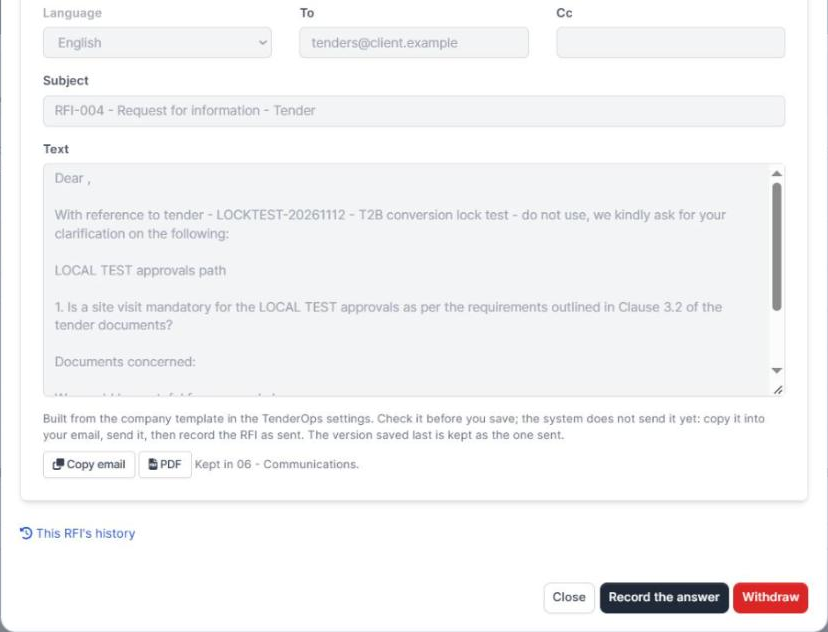 Language To Cc
English tenders@client.example
Subject
RFI-004 - Request for information - Tender
Text
Dear ,
With reference to tender - LOCKTEST-20261112 - T2B conversion lock test - do not use, we kindly ask for your
clarification on the following:
LOCAL TEST approvals path
1. Is a site visit mandatory for the LOCAL TEST approvals as per the requirements outlined in Clause 3.2 of the
tender documents?
Documents concerned:
Built from the company template in the TenderOps settings. Check it before you save; the system does not send it yet: copy it into
your email, send it, then record the RFI as sent. The version saved last is kept as the one sent.
Copy email PDF Kept in 06 - Communications.
This RFI's history
Close Record the answer Withdraw